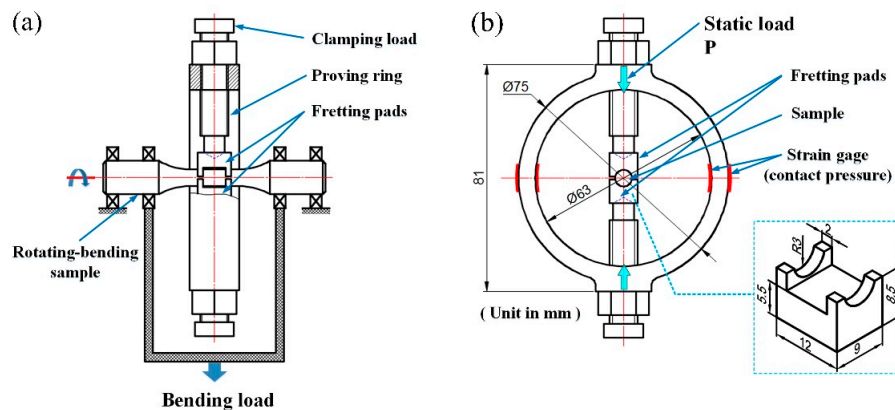 (a)
Clamping load
Proving ring
Fretting pads
Rotating-bending
sample
Bending load
(b)
Static load
P
Ø75
Fretting pads
Sample
81
Strain gage
(contact pressure)
Ø63
( Unit in mm )
2
R3
5.5
8.5
12
9